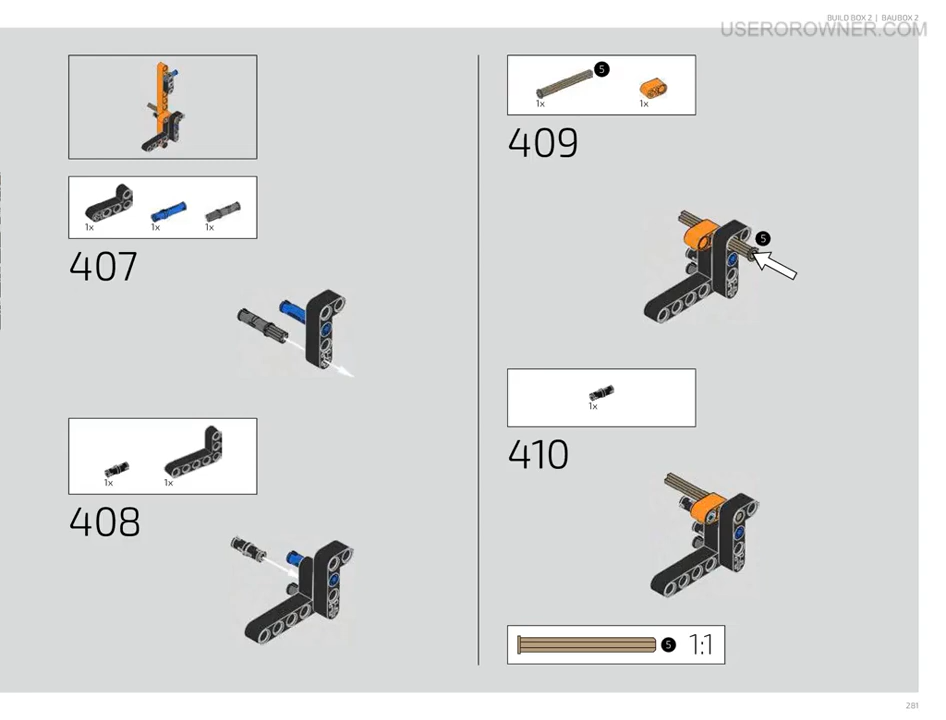 BUILD BOX 2 | BAUBOX 2
USEROROWNER.COM
1x
1x
1x
407
1x
1x
408
5
1x
1x
409
5
1x
410
5
1:1
281